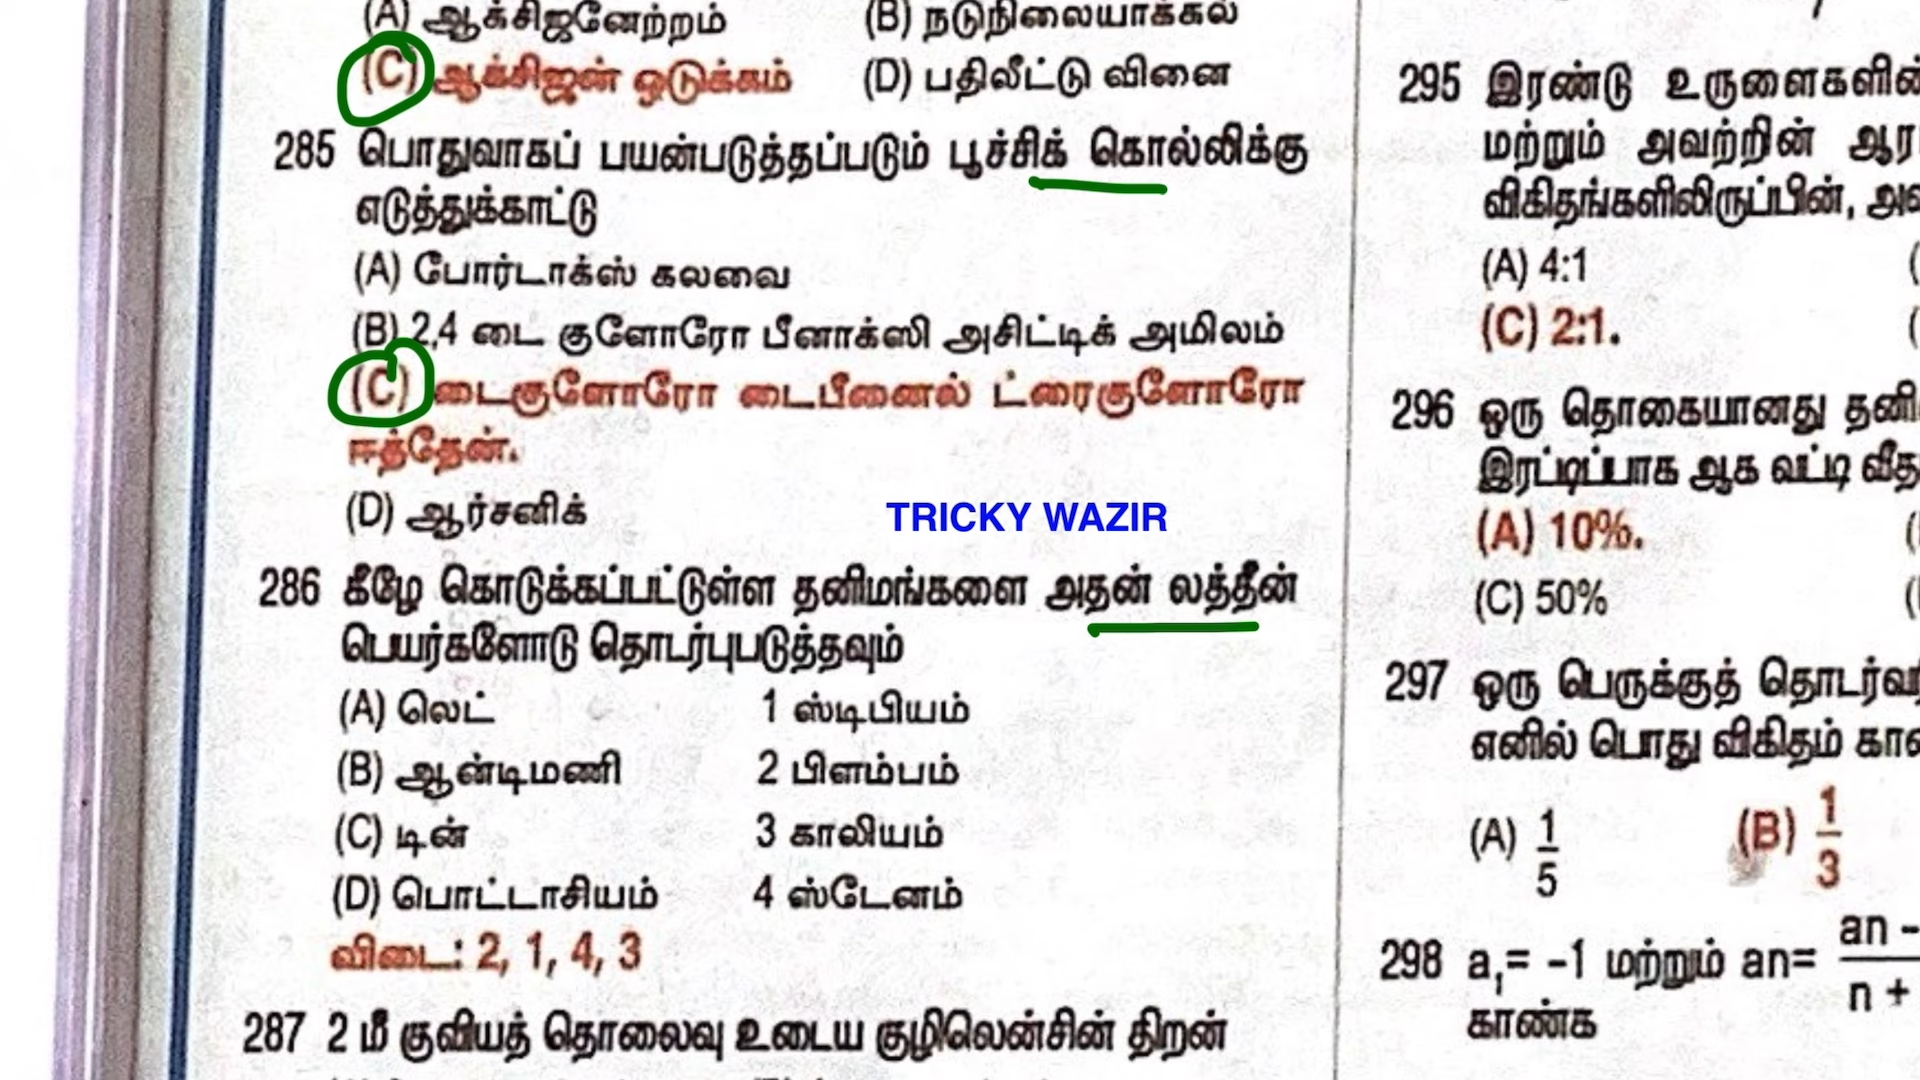 (A) ஆக்சிஜனேற்றம் (B) நடுநிலையாக்கல்
(C) ஆக்சிஜன் ஒடுக்கம் (D) பதிலீட்டு வினை
285 பொதுவாகப் பயன்படுத்தப்படும் பூச்சிக் கொல்லிக்கு
எடுத்துக்காட்டு
(A) போர்டாக்ஸ் கலவை
(B) 2,4 டை குளோரோ பீனாக்ஸி அசிட்டிக் அமிலம்
(C) டைகுளோரோ டைபீனைல் ட்ரைகுளோரோ
ஈத்தேன்.
(D) ஆர்சனிக்
TRICKY WAZIR
286 கீழே கொடுக்கப்பட்டுள்ள தனிமங்களை அதன் லத்தீன்
பெயர்களோடு தொடர்புபடுத்தவும்
(A) லெட் 1 ஸ்டிபியம்
(B) ஆன்டிமணி 2 பிளம்பம்
(C) டின் 3 காலியம்
(D) பொட்டாசியம் 4 ஸ்டேனம்
விடை: 2, 1, 4, 3
287 2 மீ குவியத் தொலைவு உடைய குழிலென்சின் திறன்
295 இரண்டு உருளைகளின்
மற்றும் அவற்றின் ஆர
விகிதங்களிலிருப்பின், அவ
(A) 4:1
(C) 2:1.
296 ஒரு தொகையானது தனி
இரட்டிப்பாக ஆக வட்டி வீத
(A) 10%.
(C) 50%
297 ஒரு பெருக்குத் தொடர்வரி
எனில் பொது விகிதம் காண
(A) 1/5 (B) 1/3
298 a₁= -1 மற்றும் an= an -
n +
காண்க